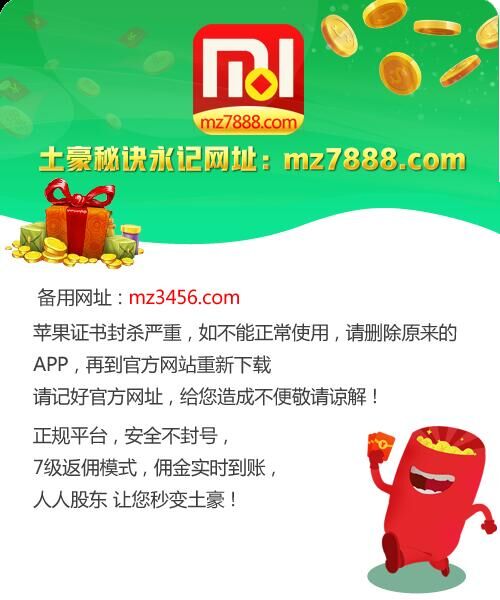 mz7888.com
土豪秘诀永记网址：mz7888.com
备用网址：mz3456.com
苹果证书封杀严重，如不能正常使用，请删除原来的
APP，再到官方网站重新下载
请记好官方网址，给您造成不便敬请谅解！
正规平台，安全不封号，
7级返佣模式，佣金实时到账，
人人股东 让您秒变土豪！